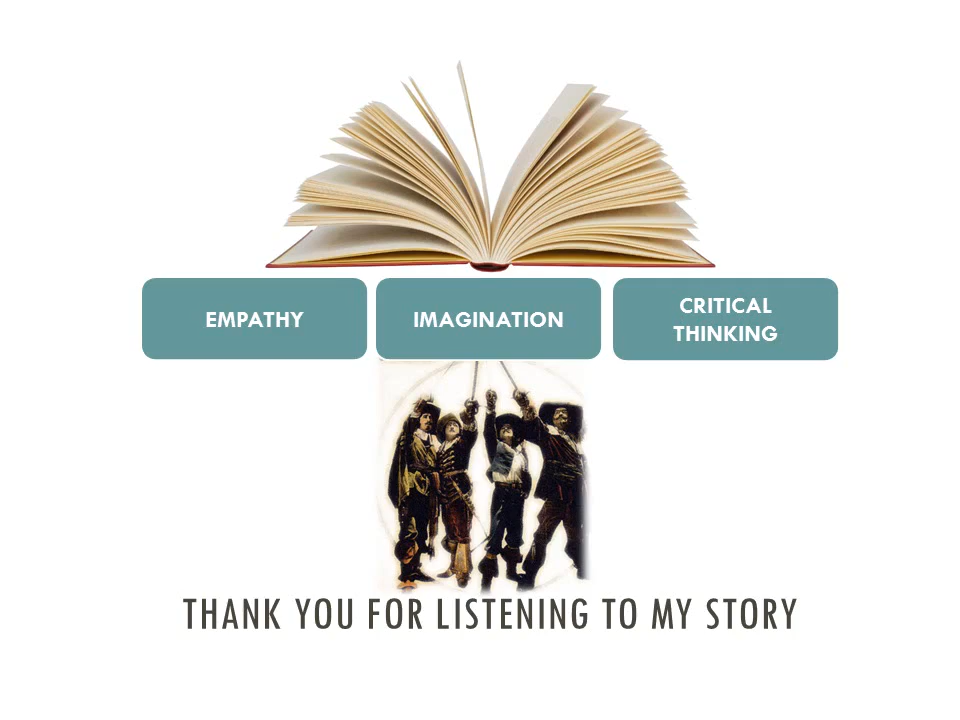 EMPATHY
IMAGINATION
CRITICAL
THINKING
THANK YOU FOR LISTENING TO MY STORY